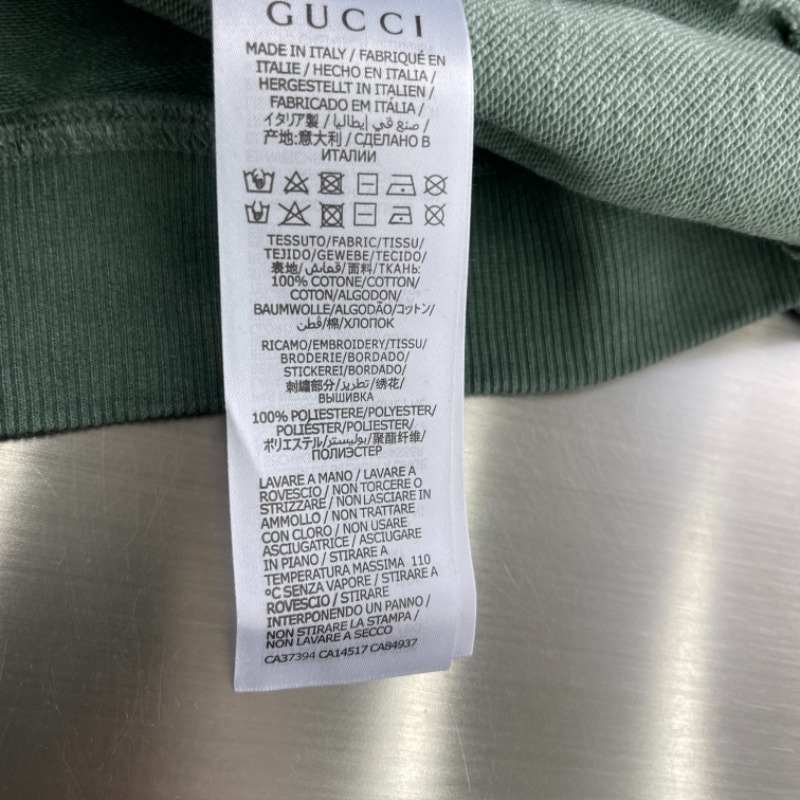 GUCCI
MADE IN ITALY / FABRIQUÉ EN
ITALIE / HECHO EN ITALIA /
HERGESTELLT IN ITALIEN /
FABRICADO EM ITÁLIA /
イタリア製 / صنع في إيطاليا /
产地:意大利 / СДЕЛАНО В
ИТАЛИИ
TESSUTO/FABRIC/TISSU/
TEJIDO/GEWEBE/TECIDO/
表地/قماش/面料/ТКАНЬ:
100% COTONE/COTTON/
COTON/ALGODON/
BAUMWOLLE/ALGODÃO/コットン/
قطن/棉/ХЛОПОК
RICAMO/EMBROIDERY/TISSU/
BRODERIE/BORDADO/
STICKEREI/BORDADO/
刺繍部分/تطريز/绣花/
ВЫШИВКА
100% POLIESTERE/POLYESTER/
POLIÉSTER/POLYESTER/
ポリエステル/بوليستر/聚酯纤维/
ПОЛИЭСТЕР
LAVARE A MANO / LAVARE A
ROVESCIO / NON TORCERE O
STRIZZARE / NON LASCIARE IN
AMMOLLO / NON TRATTARE
CON CLORO / NON USARE
ASCIUGATRICE / ASCIUGARE
IN PIANO / STIRARE A
TEMPERATURA MASSIMA 110
ºC SENZA VAPORE / STIRARE A
ROVESCIO / STIRARE
INTERPONENDO UN PANNO /
NON STIRARE LA STAMPA /
NON LAVARE A SECCO
CA37394 CA14517 CA84937